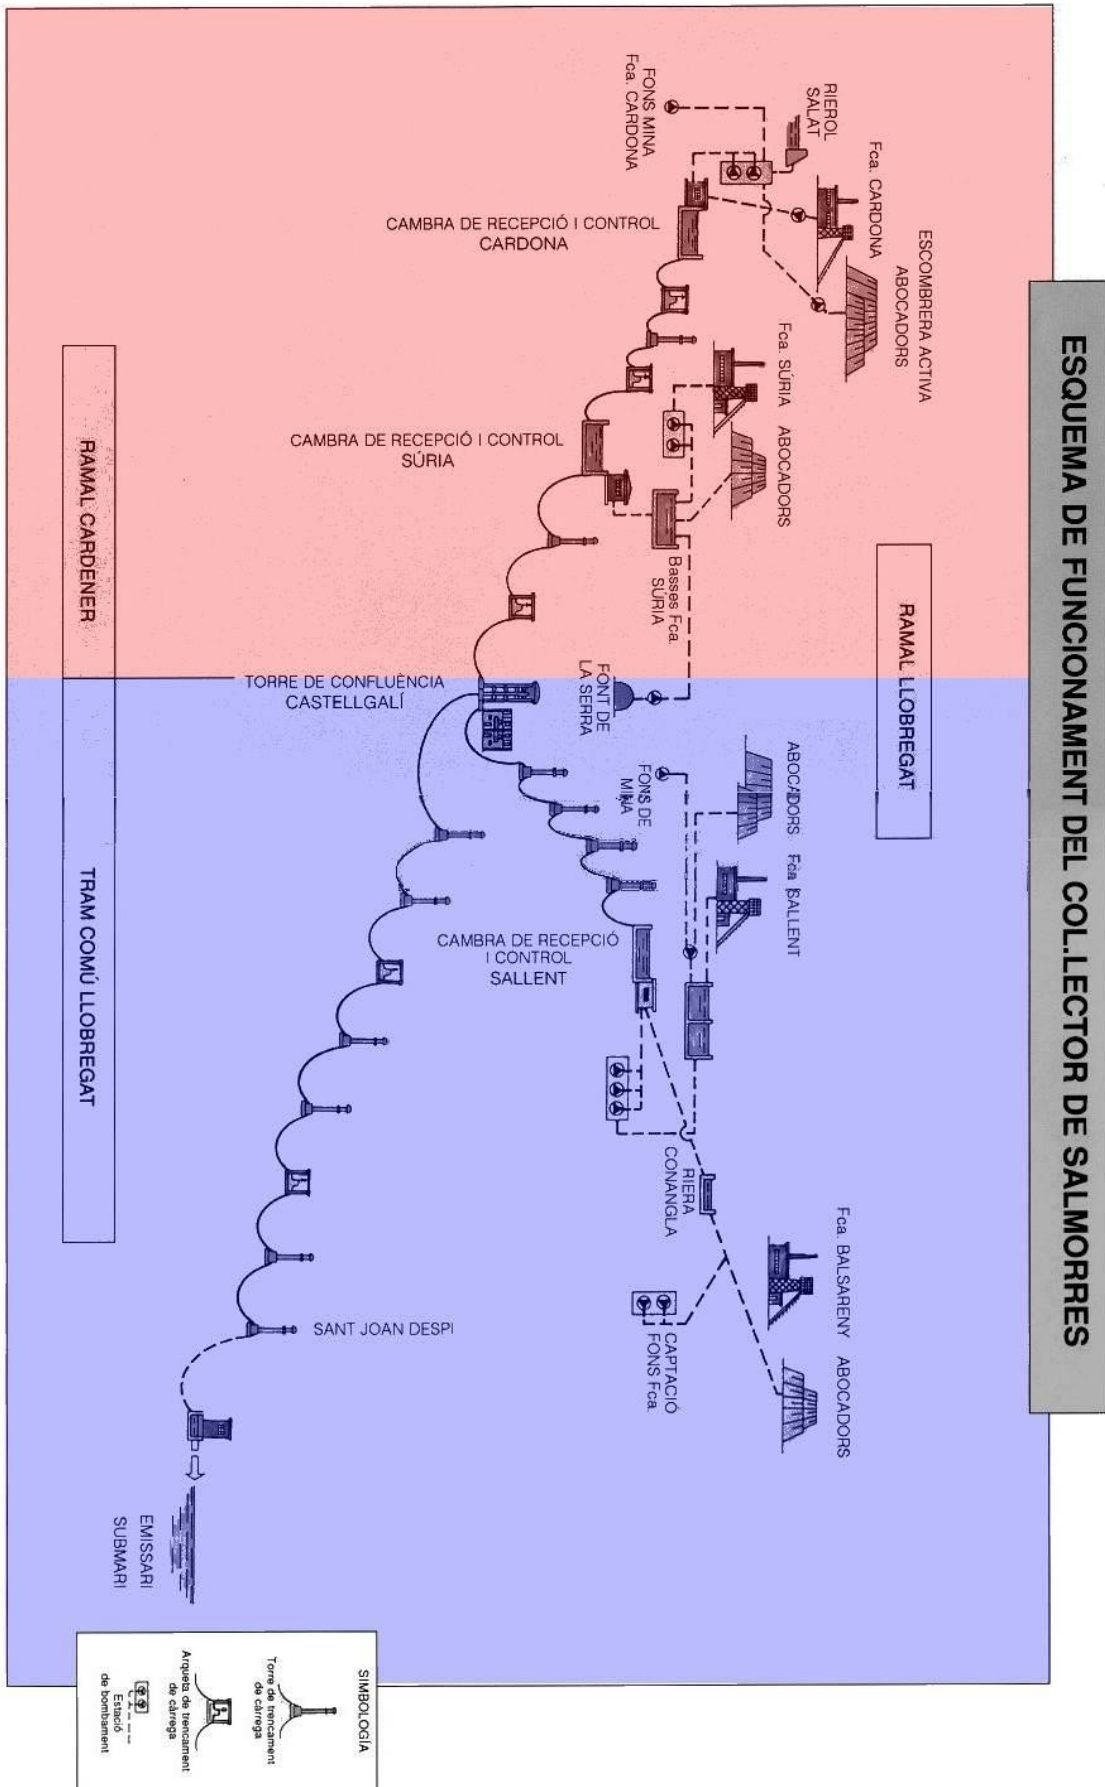 ESQUEMA DE FUNCIONAMENT DEL COL.LECTOR DE SALMORRES
RAMAL LLOBREGAT
ESCOMBRERA ACTIVA
ABOCADORS
Fca. CARDONA
RIEROL
SALAT
FONS MINA
Fca. CARDONA
CAMBRA DE RECEPCIÓ I CONTROL
CARDONA
Fca. SÚRIA
ABOCADORS
CAMBRA DE RECEPCIÓ I CONTROL
SÚRIA
Basses Fca.
SÚRIA
FONT DE
LA SERRA
TORRE DE CONFLUÈNCIA
CASTELLGALÍ
ABOCADORS
Fca SALLENT
FONS DE
MINA
CAMBRA DE RECEPCIÓ
I CONTROL
SALLENT
RIERA
CONANGLA
Fca. BALSARENY
ABOCADORS
CAPTACIÓ
FONS Fca.
SANT JOAN DESPI
EMISSARI
SUBMARI
RAMAL CARDENER
TRAM COMÚ LLOBREGAT
SIMBOLOGÍA
Torre de trencament
de càrrega
Arqueta de trencament
de càrrega
Estació
de bombament